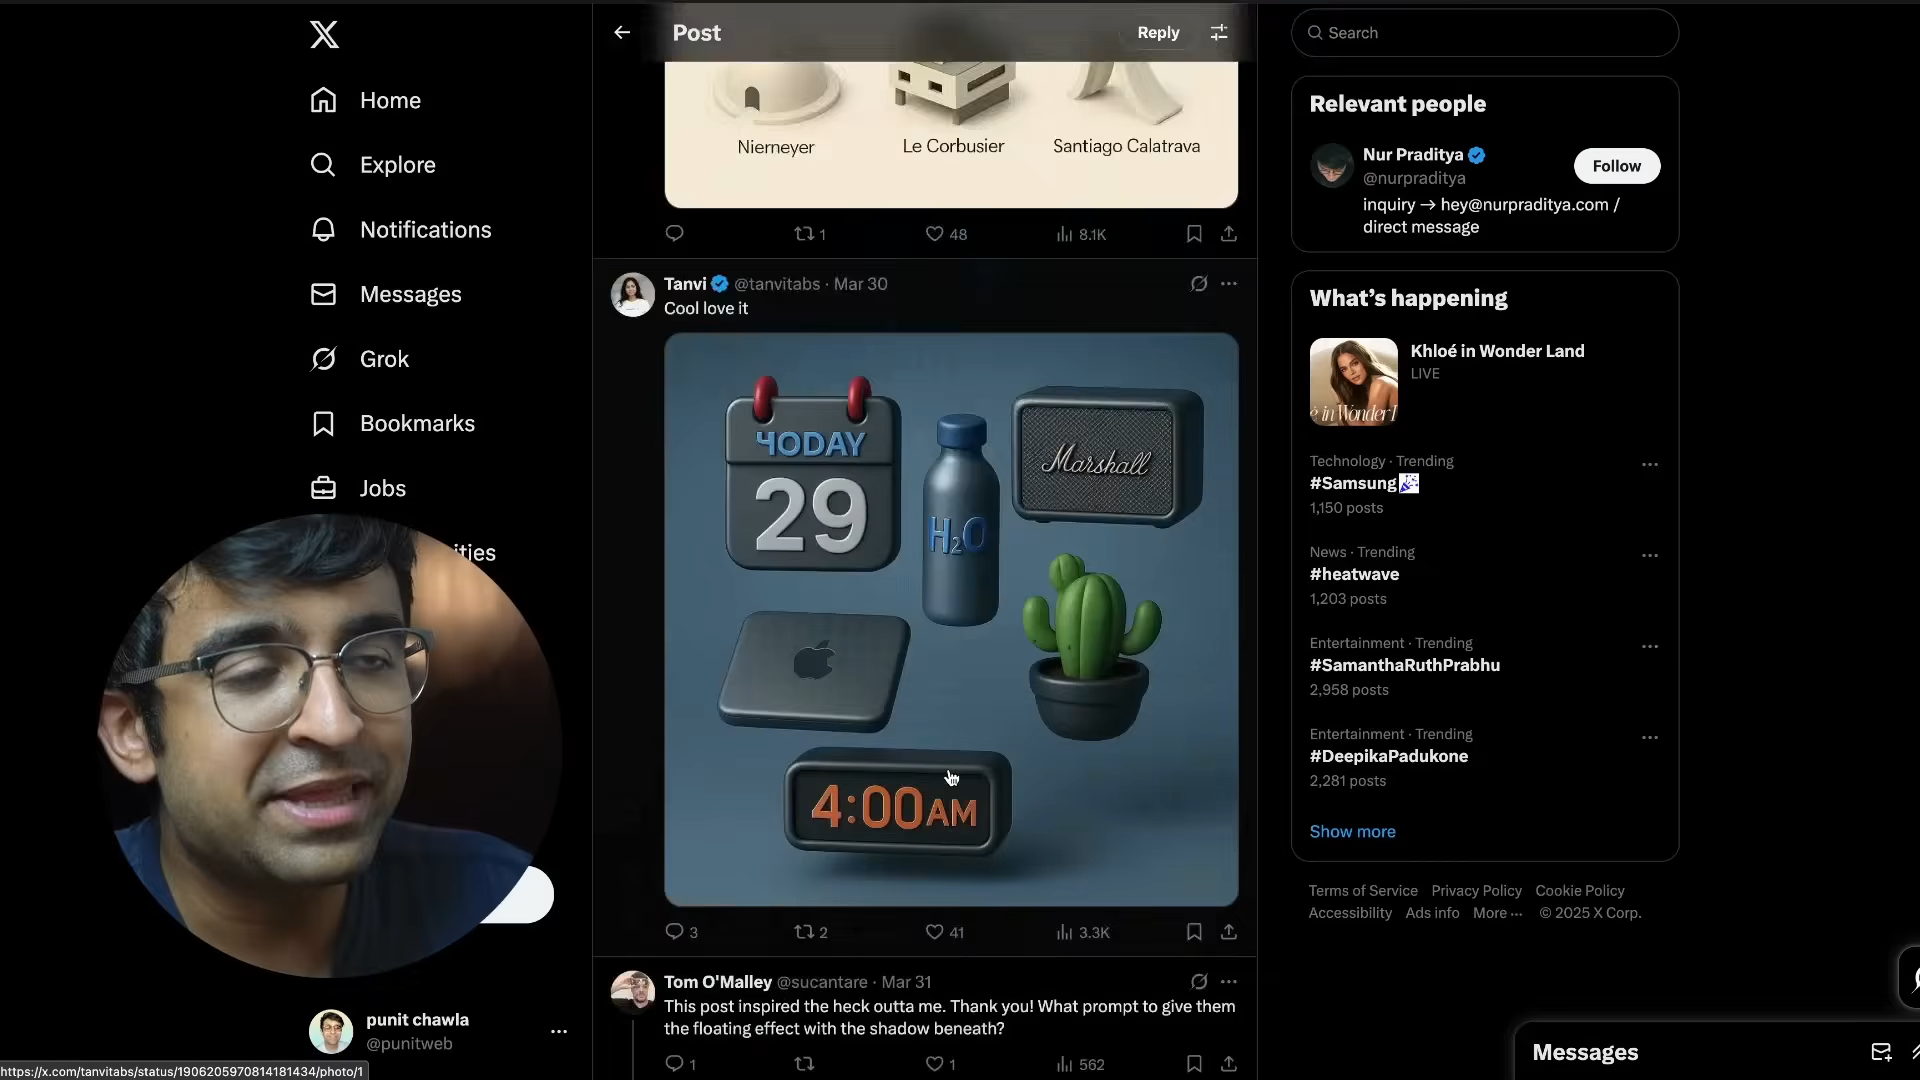 Home
Explore
Notifications
Messages
Grok
Bookmarks
Jobs
ities
punit chawla
@punitweb
https://x.com/tanvitabs/status/1906205970814181434/photo/1
Post
Reply
Nierneyer
Le Corbusier
Santiago Calatrava
1
48
8.1K
Tanvi @tanvitabs · Mar 30
Cool love it
4ODAY
29
H₂O
Marshall
4:00AM
3
2
41
3.3K
Tom O'Malley @sucantare · Mar 31
This post inspired the heck outta me. Thank you! What prompt to give them
the floating effect with the shadow beneath?
1
1
562
Search
Relevant people
Nur Praditya
@nurpraditya
Follow
inquiry → hey@nurpraditya.com /
direct message
What's happening
Khloé in Wonder Land
LIVE
in Wonder
Technology · Trending
#Samsung
1,150 posts
News · Trending
#heatwave
1,203 posts
Entertainment · Trending
#SamanthaRuthPrabhu
2,958 posts
Entertainment · Trending
#DeepikaPadukone
2,281 posts
Show more
Terms of Service Privacy Policy Cookie Policy
Accessibility Ads info More ··· © 2025 X Corp.
Messages